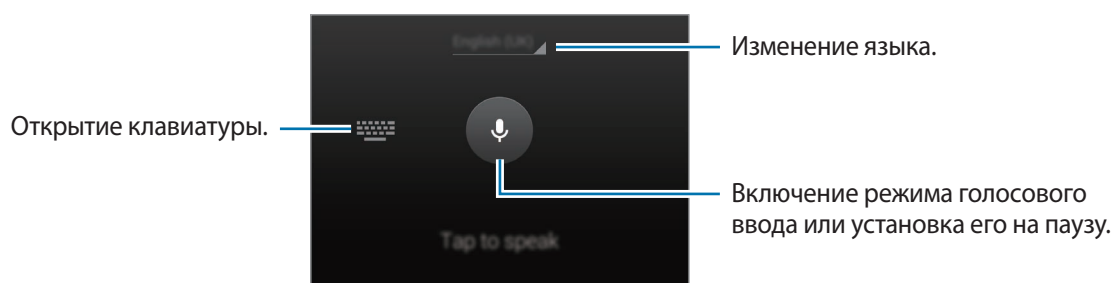 English (UK)
Изменение языка.
Открытие клавиатуры.
Включение режима голосового
ввода или установка его на паузу.
Tap to speak